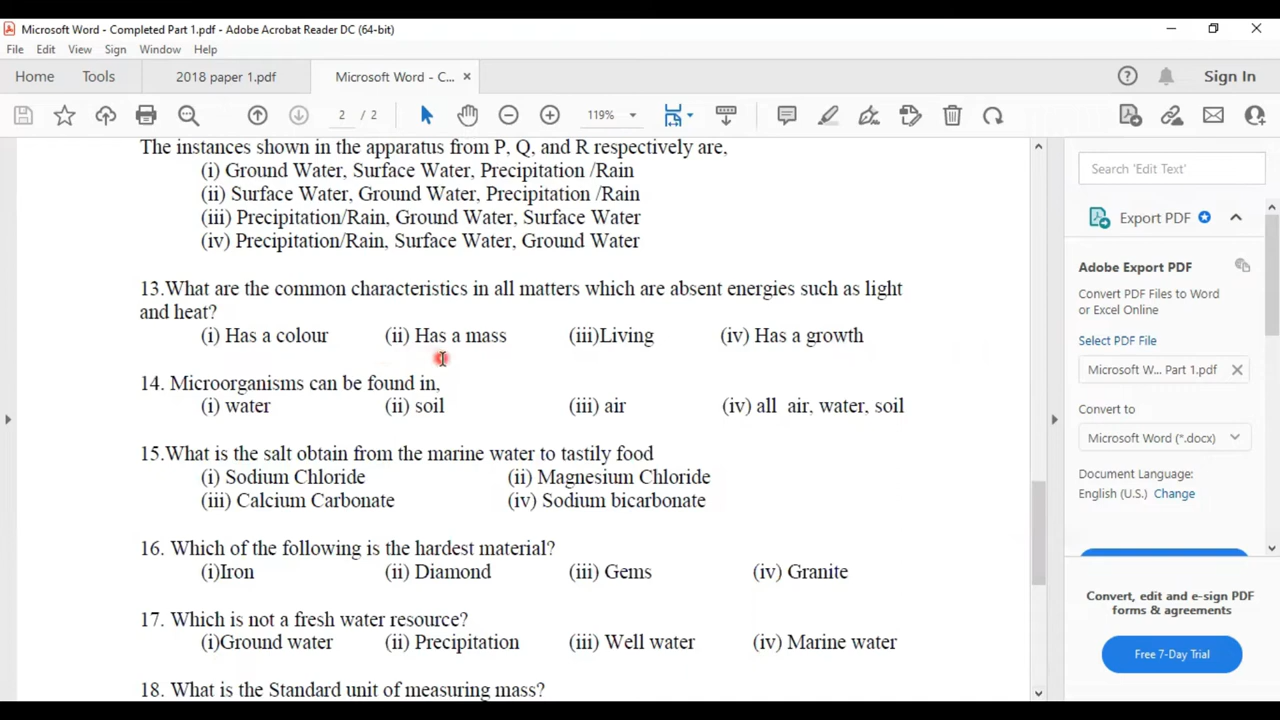 Microsoft Word - Completed Part 1.pdf - Adobe Acrobat Reader DC (64-bit)
File Edit View Sign Window Help
Home Tools 2018 paper 1.pdf Microsoft Word - C... × Sign In
2 / 2 119%
The instances shown in the apparatus from P, Q, and R respectively are,
(i) Ground Water, Surface Water, Precipitation /Rain
(ii) Surface Water, Ground Water, Precipitation /Rain
(iii) Precipitation/Rain, Ground Water, Surface Water
(iv) Precipitation/Rain, Surface Water, Ground Water
13.What are the common characteristics in all matters which are absent energies such as light
and heat?
(i) Has a colour (ii) Has a mass (iii)Living (iv) Has a growth
14. Microorganisms can be found in,
(i) water (ii) soil (iii) air (iv) all air, water, soil
15.What is the salt obtain from the marine water to tastily food
(i) Sodium Chloride (ii) Magnesium Chloride
(iii) Calcium Carbonate (iv) Sodium bicarbonate
16. Which of the following is the hardest material?
(i)Iron (ii) Diamond (iii) Gems (iv) Granite
17. Which is not a fresh water resource?
(i)Ground water (ii) Precipitation (iii) Well water (iv) Marine water
18. What is the Standard unit of measuring mass?
Search 'Edit Text'
Export PDF
Adobe Export PDF
Convert PDF Files to Word
or Excel Online
Select PDF File
Microsoft W... Part 1.pdf ×
Convert to
Microsoft Word (*.docx)
Document Language:
English (U.S.) Change
Convert, edit and e-sign PDF
forms & agreements
Free 7-Day Trial